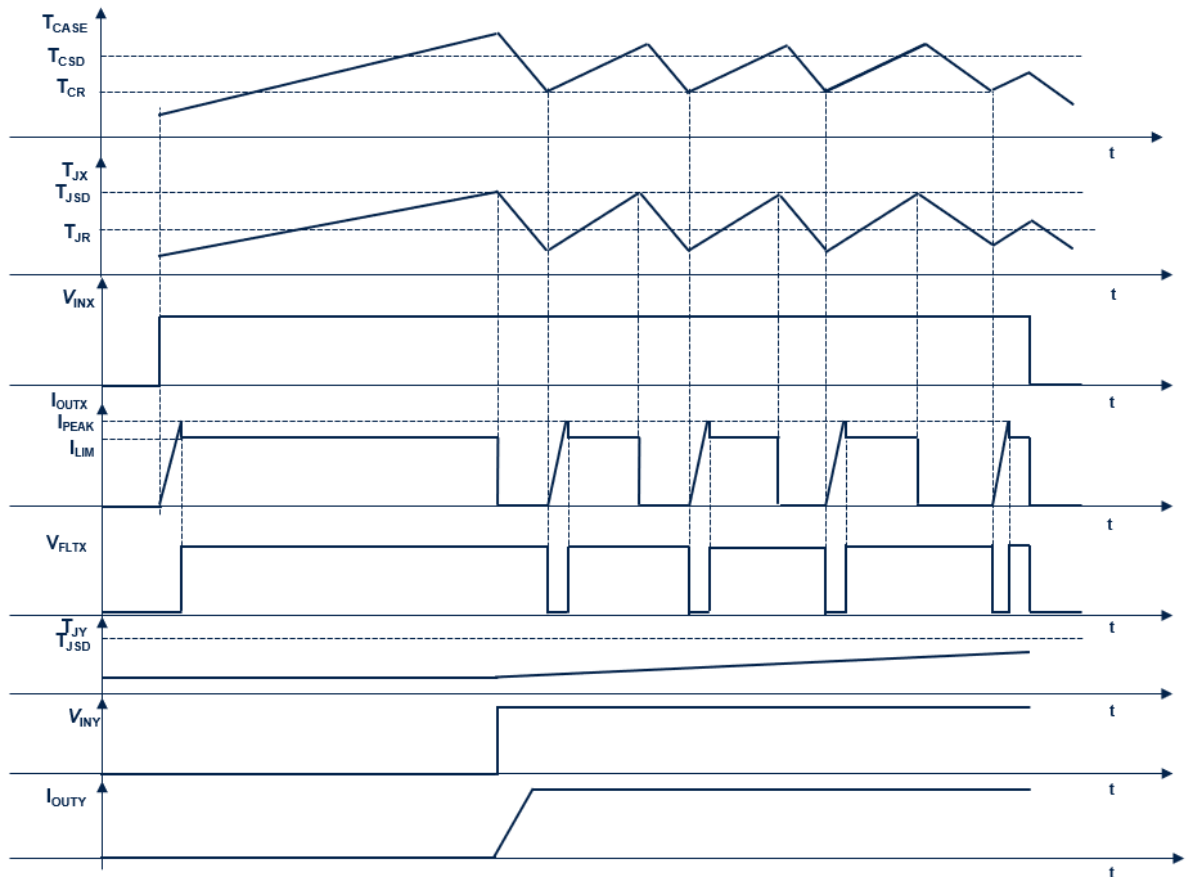 TCASE
TCSD
TCR
t
TJX
TJSD
TJR
t
VINX
t
IOUTX
IPEAK
ILIM
t
VFLTX
t
TJY
TJSD
t
VINY
t
IOUTY
t